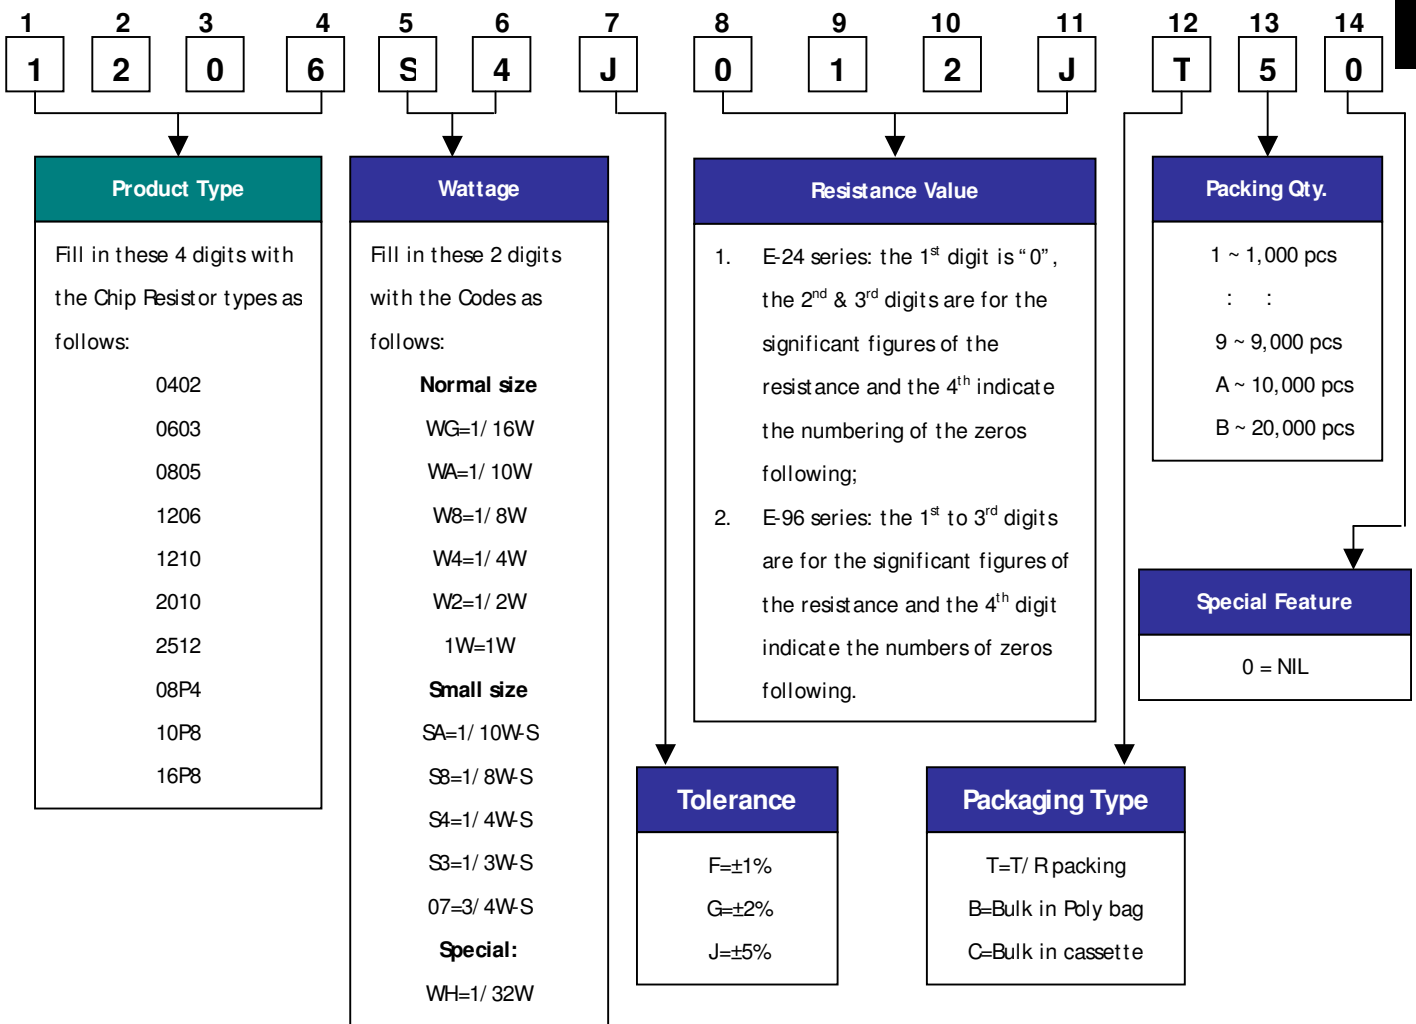 1 2 3 4 5 6 7 8 9 10 11 12 13 14
1 2 0 6 S 4 J 0 1 2 J T 5 0
Product Type
Fill in these 4 digits with
the Chip Resistor types as
follows:
0402
0603
0805
1206
1210
2010
2512
08P4
10P8
16P8
Wattage
Fill in these 2 digits
with the Codes as
follows:
Normal size
WG=1/16W
WA=1/10W
W8=1/8W
W4=1/4W
W2=1/2W
1W=1W
Small size
SA=1/10W-S
S8=1/8W-S
S4=1/4W-S
S3=1/3W-S
07=3/4W-S
Special:
WH=1/32W
Resistance Value
1. E-24 series: the 1st digit is “0”,
the 2nd & 3rd digits are for the
significant figures of the
resistance and the 4th indicate
the numbering of the zeros
following;
2. E-96 series: the 1st to 3rd digits
are for the significant figures of
the resistance and the 4th digit
indicate the numbers of zeros
following.
Packing Qty.
1 ~ 1,000 pcs
: :
9 ~ 9,000 pcs
A ~ 10,000 pcs
B ~ 20,000 pcs
Special Feature
0 = NIL
Tolerance
F=±1%
G=±2%
J=±5%
Packaging Type
T=T/R packing
B=Bulk in Poly bag
C=Bulk in cassette